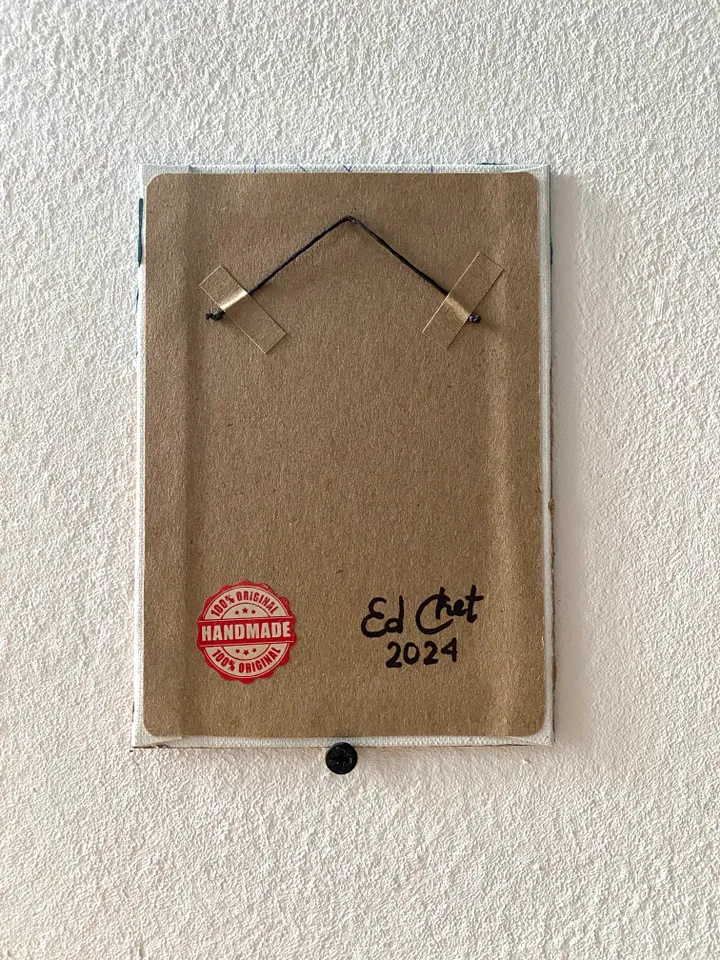 100% ORIGINAL
HANDMADE
100% ORIGINAL
Ed Chet
2024